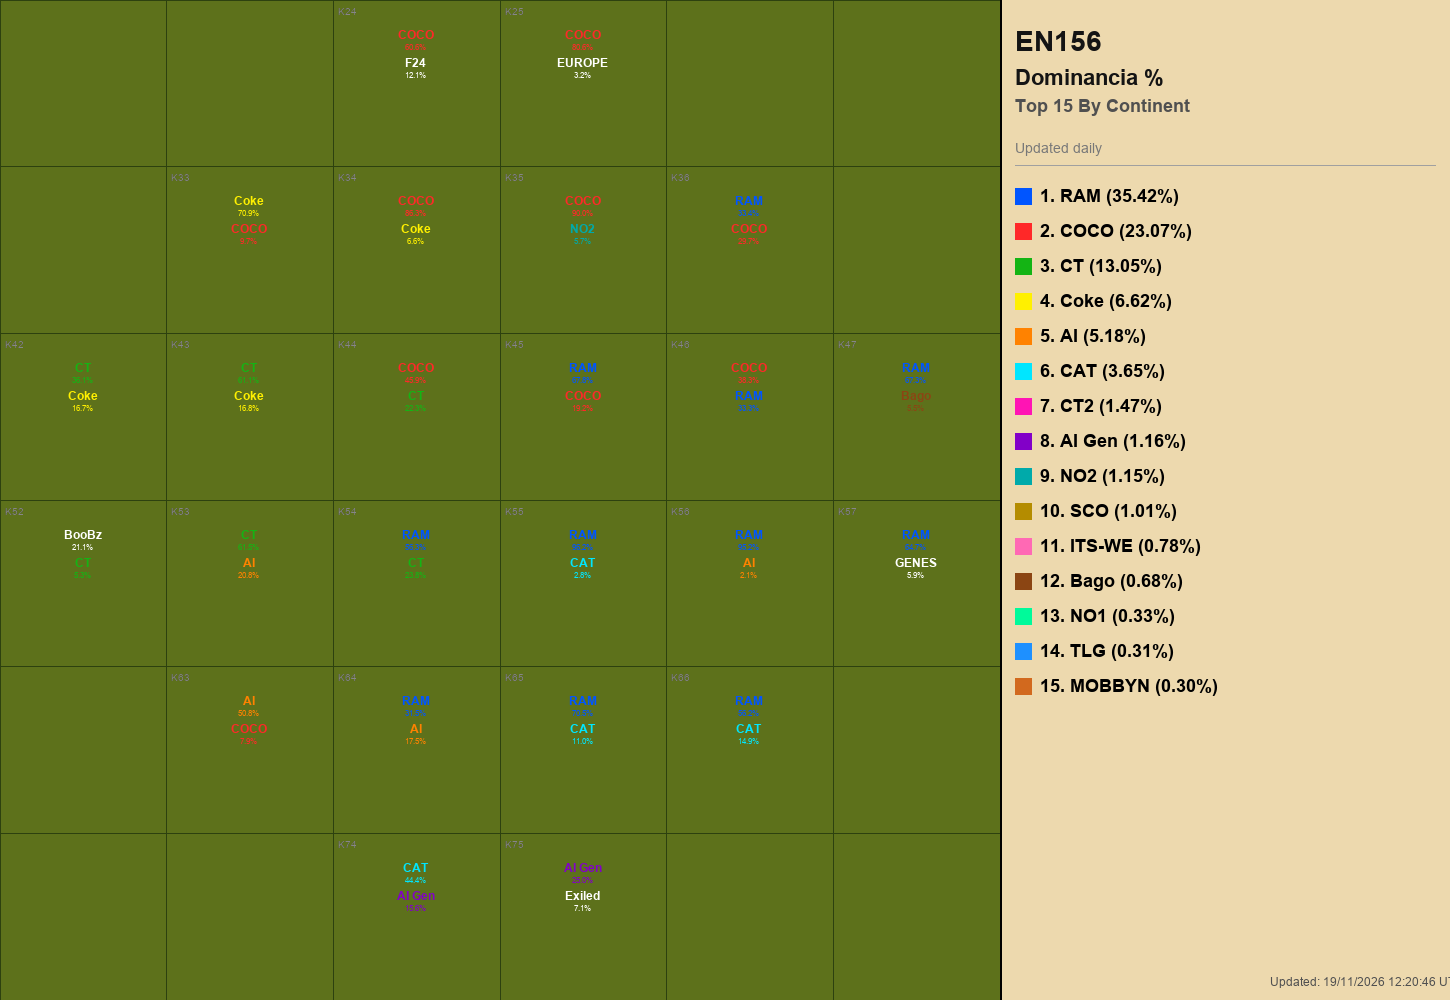 K24
COCO
F24
12.1%
K25
COCO
EUROPE
3.2%
K33
Coke
70.9%
COCO
K34
COCO
Coke
6.6%
K35
COCO
NO2
K36
RAM
COCO
K42
CT
Coke
16.7%
K43
CT
Coke
16.8%
K44
COCO
CT
K45
RAM
COCO
K46
COCO
RAM
K47
RAM
Bago
K52
BooBz
21.1%
CT
K53
CT
AI
20.8%
K54
RAM
CT
K55
RAM
CAT
2.8%
K56
RAM
AI
2.1%
K57
RAM
GENES
5.9%
K63
AI
50.8%
COCO
K64
RAM
AI
17.5%
K65
RAM
CAT
11.0%
K66
RAM
CAT
14.9%
K74
CAT
44.4%
AI Gen
K75
AI Gen
Exiled
7.1%
EN156
Dominancia %
Top 15 By Continent
Updated daily
1. RAM (35.42%)
2. COCO (23.07%)
3. CT (13.05%)
4. Coke (6.62%)
5. AI (5.18%)
6. CAT (3.65%)
7. CT2 (1.47%)
8. AI Gen (1.16%)
9. NO2 (1.15%)
10. SCO (1.01%)
11. ITS-WE (0.78%)
12. Bago (0.68%)
13. NO1 (0.33%)
14. TLG (0.31%)
15. MOBBYN (0.30%)
Updated: 19/11/2026 12:20:46